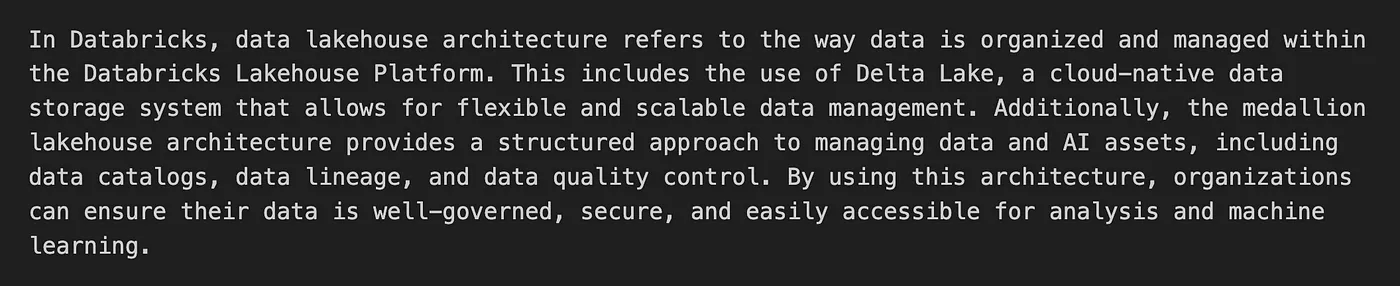 In Databricks, data lakehouse architecture refers to the way data is organized and managed within
the Databricks Lakehouse Platform. This includes the use of Delta Lake, a cloud-native data
storage system that allows for flexible and scalable data management. Additionally, the medallion
lakehouse architecture provides a structured approach to managing data and AI assets, including
data catalogs, data lineage, and data quality control. By using this architecture, organizations
can ensure their data is well-governed, secure, and easily accessible for analysis and machine
learning.